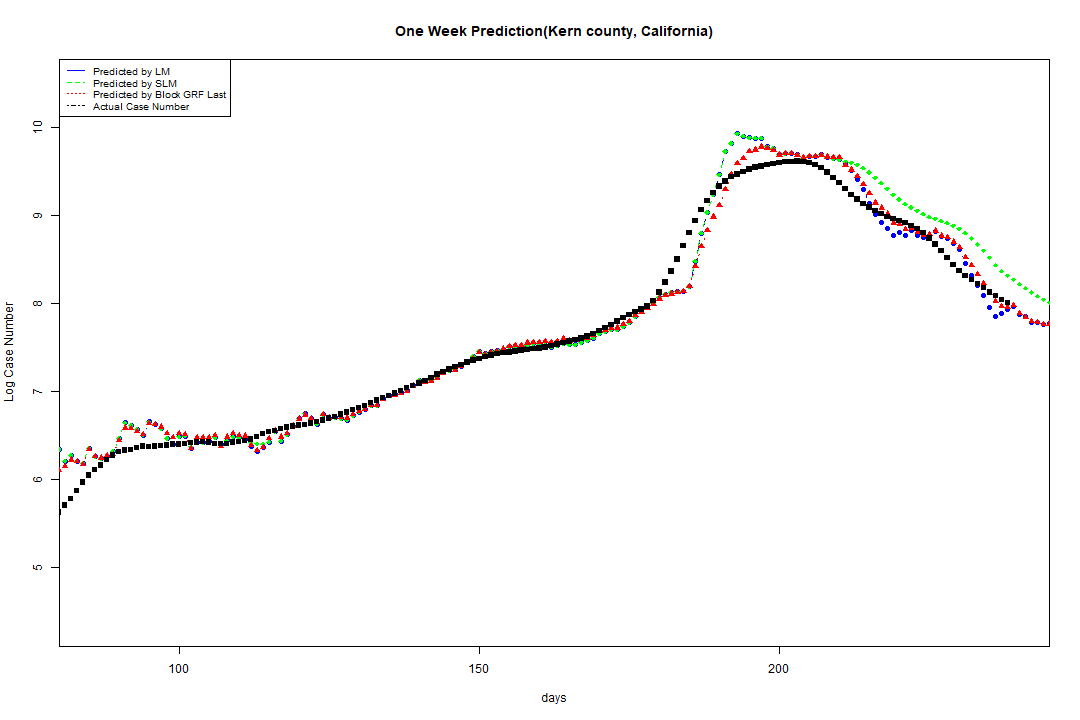 One Week Prediction(Kern county, California)
Predicted by LM
Predicted by SLM
Predicted by Block GRF Last
Actual Case Number
10
9
8
7
6
5
Log Case Number
100
150
200
days